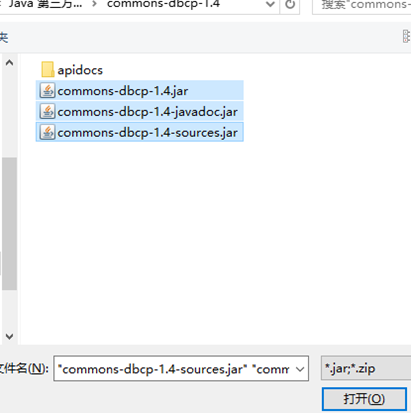 Java 第三方... > commons-dbcp-1.4
搜索"commons-
夹
apidocs
commons-dbcp-1.4.jar
commons-dbcp-1.4-javadoc.jar
commons-dbcp-1.4-sources.jar
文件名(N): "commons-dbcp-1.4-sources.jar" "comm
*.jar;*.zip
打开(O)